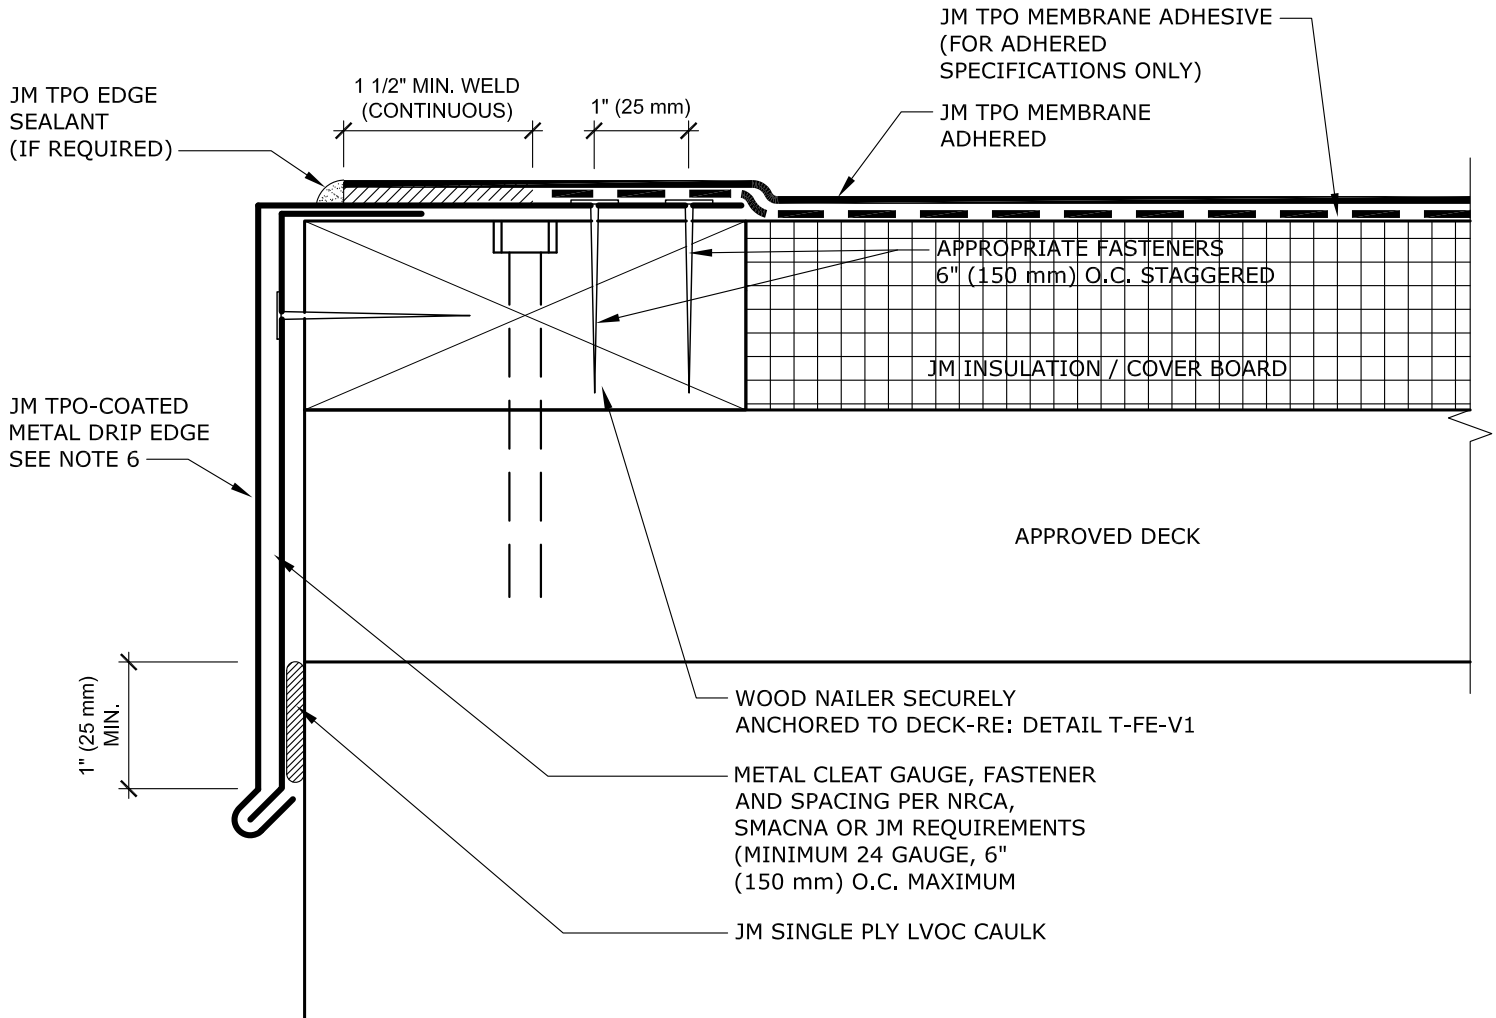 JM TPO MEMBRANE ADHESIVE
(FOR ADHERED
SPECIFICATIONS ONLY)
JM TPO MEMBRANE
ADHERED
1 1/2" MIN. WELD
(CONTINUOUS)
1" (25 mm)
JM TPO EDGE
SEALANT
(IF REQUIRED)
APPROPRIATE FASTENERS
6" (150 mm) O.C. STAGGERED
JM INSULATION / COVER BOARD
JM TPO-COATED
METAL DRIP EDGE
SEE NOTE 6
APPROVED DECK
1" (25 mm)
MIN.
WOOD NAILER SECURELY
ANCHORED TO DECK-RE: DETAIL T-FE-V1
METAL CLEAT GAUGE, FASTENER
AND SPACING PER NRCA,
SMACNA OR JM REQUIREMENTS
(MINIMUM 24 GAUGE, 6"
(150 mm) O.C. MAXIMUM
JM SINGLE PLY LVOC CAULK